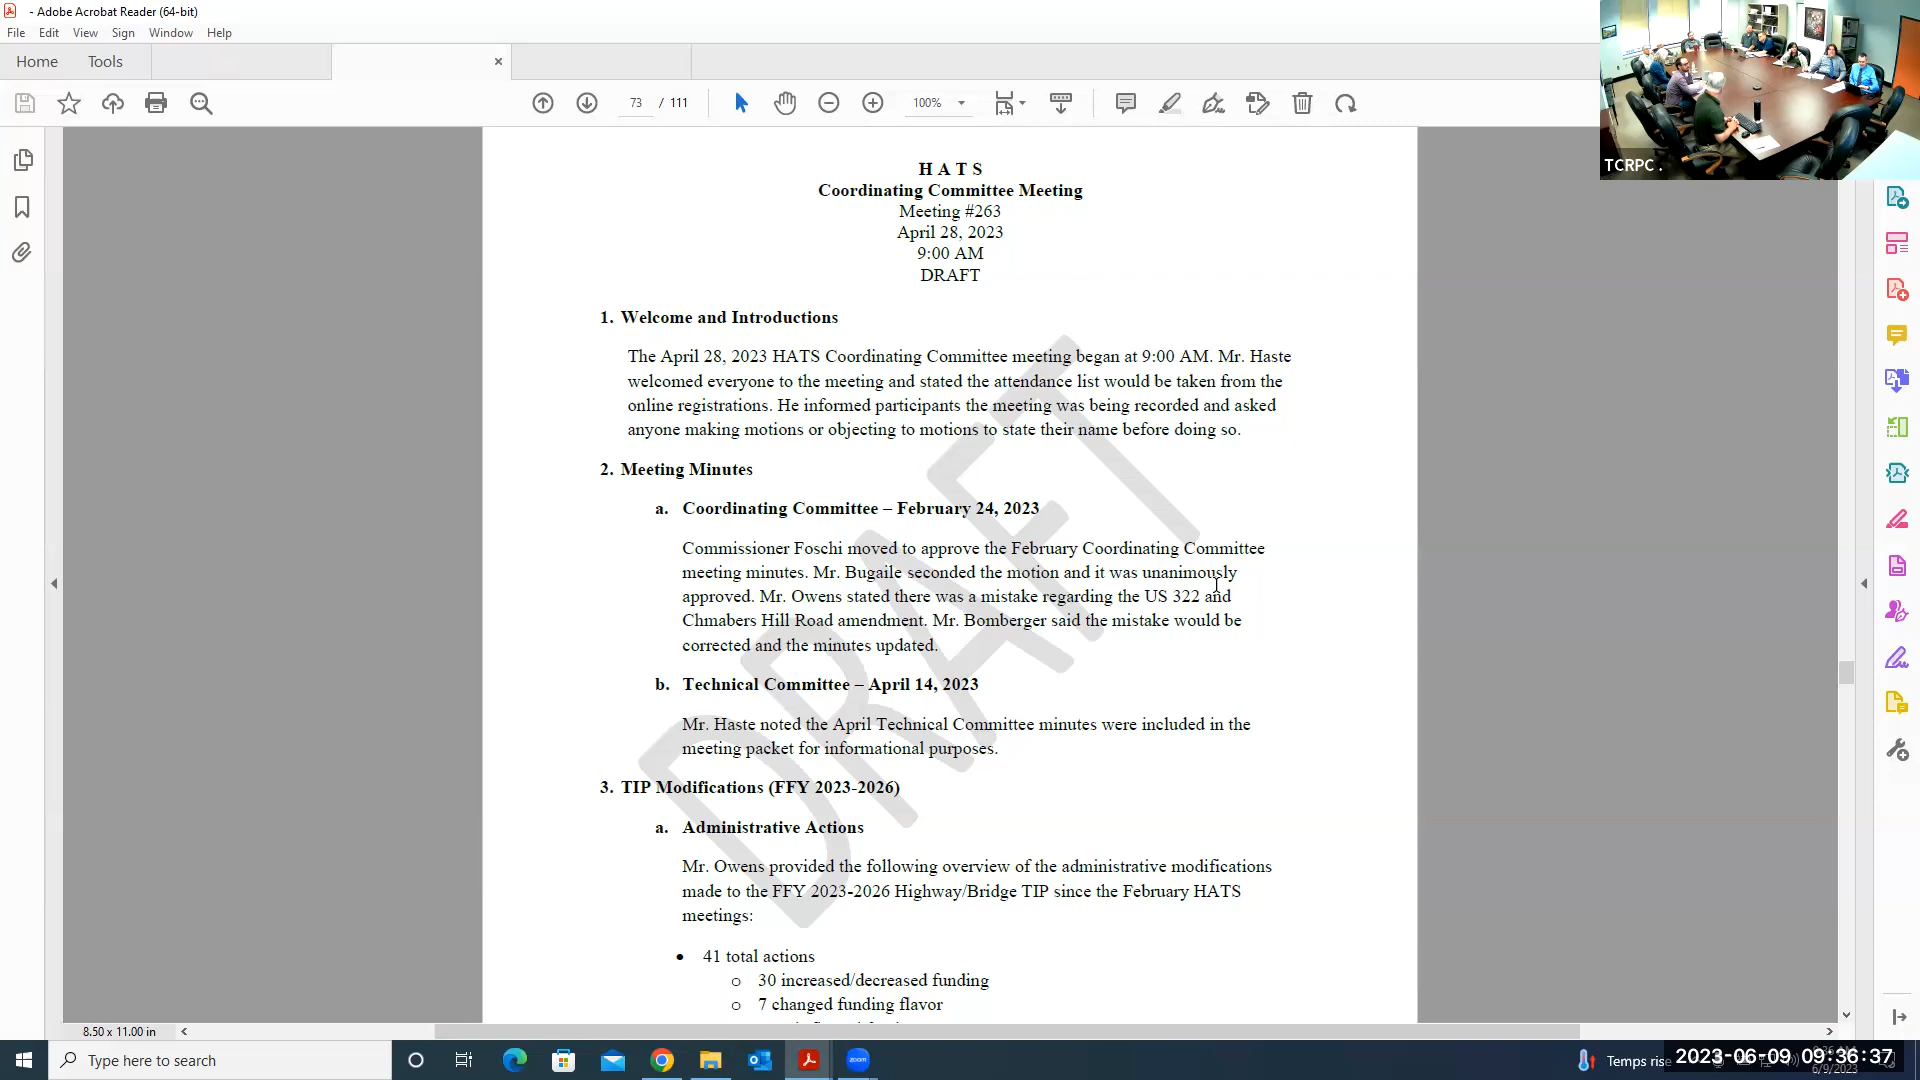 - Adobe Acrobat Reader (64-bit)
File Edit View Sign Window Help
Home Tools
73 / 111
100%
TCRPC .
H A T S
Coordinating Committee Meeting
Meeting #263
April 28, 2023
9:00 AM
DRAFT
1. Welcome and Introductions
The April 28, 2023 HATS Coordinating Committee meeting began at 9:00 AM. Mr. Haste
welcomed everyone to the meeting and stated the attendance list would be taken from the
online registrations. He informed participants the meeting was being recorded and asked
anyone making motions or objecting to motions to state their name before doing so.
2. Meeting Minutes
a. Coordinating Committee – February 24, 2023
Commissioner Foschi moved to approve the February Coordinating Committee
meeting minutes. Mr. Bugaile seconded the motion and it was unanimously
approved. Mr. Owens stated there was a mistake regarding the US 322 and
Chmabers Hill Road amendment. Mr. Bomberger said the mistake would be
corrected and the minutes updated.
b. Technical Committee – April 14, 2023
Mr. Haste noted the April Technical Committee minutes were included in the
meeting packet for informational purposes.
3. TIP Modifications (FFY 2023-2026)
a. Administrative Actions
Mr. Owens provided the following overview of the administrative modifications
made to the FFY 2023-2026 Highway/Bridge TIP since the February HATS
meetings:
• 41 total actions
o 30 increased/decreased funding
o 7 changed funding flavor
DRAFT
8.50 x 11.00 in
Type here to search
zoom
Temps rise
2023-06-09 09:36:37
6/9/2023